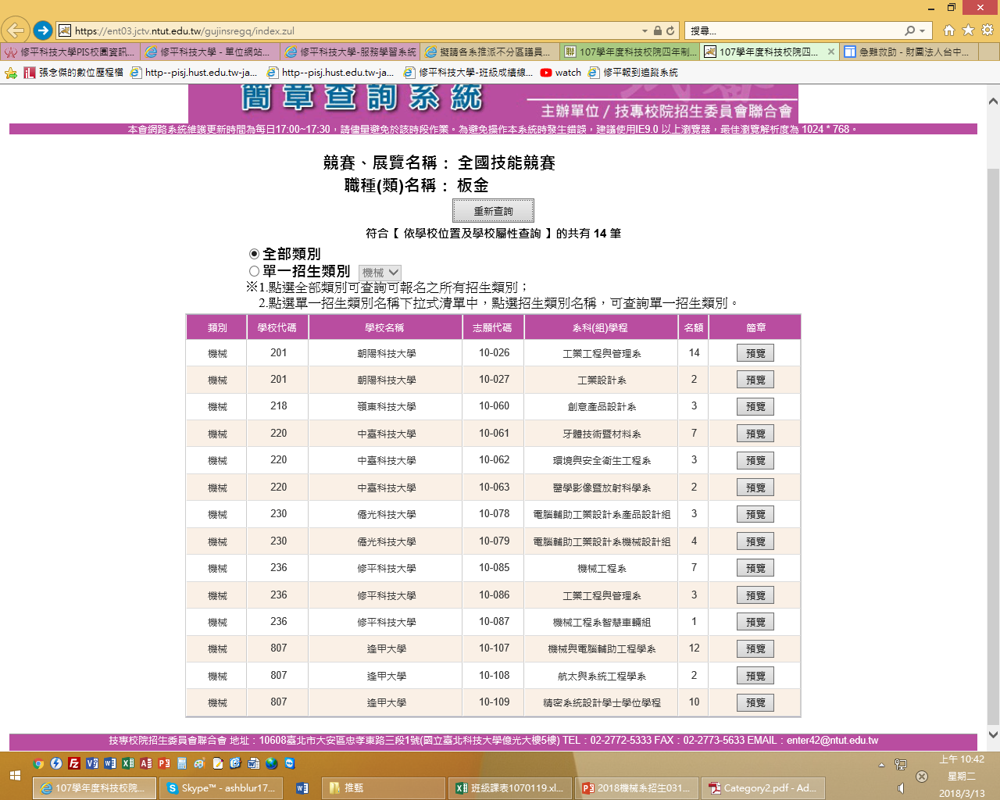 https://ent03.jctv.ntut.edu.tw/gujinsregq/index.zul
搜尋...
修平科技大學PIS校園資訊...
修平科技大學 - 單位網站...
修平科技大學-服務學習系統
擬請各系推派不分區議員...
107學年度科技校院四年制...
107學年度科技校院四...
急難救助 - 財團法人台中...
張念傑的數位歷程檔
http--pisj.hust.edu.tw-ja...
http--pisj.hust.edu.tw-ja...
修平科技大學-班級成績線...
watch
修平報到追蹤系統
簡章查詢系統
主辦單位/技專校院招生委員會聯合會
本會網路系統維護更新時間為每日17:00~17:30，請儘量避免於該時段作業。為避免操作本系統時發生錯誤，建議使用IE9.0 以上瀏覽器，最佳瀏覽解析度為 1024 * 768。
競賽、展覽名稱： 全國技能競賽
職種(類)名稱： 板金
重新查詢
符合【 依學校位置及學校屬性查詢 】的共有 14 筆
全部類別
單一招生類別 機械
※1.點選全部類別可查詢可報名之所有招生類別；
2.點選單一招生類別名稱下拉式清單中，點選招生類別名稱，可查詢單一招生類別。
類別 學校代碼 學校名稱 志願代碼 系科(組)學程 名額 簡章
機械 201 朝陽科技大學 10-026 工業工程與管理系 14 預覽
機械 201 朝陽科技大學 10-027 工業設計系 2 預覽
機械 218 嶺東科技大學 10-060 創意產品設計系 3 預覽
機械 220 中臺科技大學 10-061 牙體技術暨材料系 7 預覽
機械 220 中臺科技大學 10-062 環境與安全衛生工程系 3 預覽
機械 220 中臺科技大學 10-063 醫學影像暨放射科學系 2 預覽
機械 230 僑光科技大學 10-078 電腦輔助工業設計系產品設計組 3 預覽
機械 230 僑光科技大學 10-079 電腦輔助工業設計系機械設計組 4 預覽
機械 236 修平科技大學 10-085 機械工程系 7 預覽
機械 236 修平科技大學 10-086 工業工程與管理系 3 預覽
機械 236 修平科技大學 10-087 機械工程系智慧車輛組 1 預覽
機械 807 逢甲大學 10-107 機械與電腦輔助工程學系 12 預覽
機械 807 逢甲大學 10-108 航太與系統工程學系 2 預覽
機械 807 逢甲大學 10-109 精密系統設計學士學位學程 10 預覽
技專校院招生委員會聯合會 地址：10608臺北市大安區忠孝東路三段1號(國立臺北科技大學億光大樓5樓) TEL：02-2772-5333 FAX：02-2773-5633 EMAIL：enter42@ntut.edu.tw
上午 10:42
星期二
2018/3/13
107學年度科技校院...
Skype™ - ashblur17...
推甄
班級課表1070119.xl...
2018機械系招生031...
Category2.pdf - Ad...